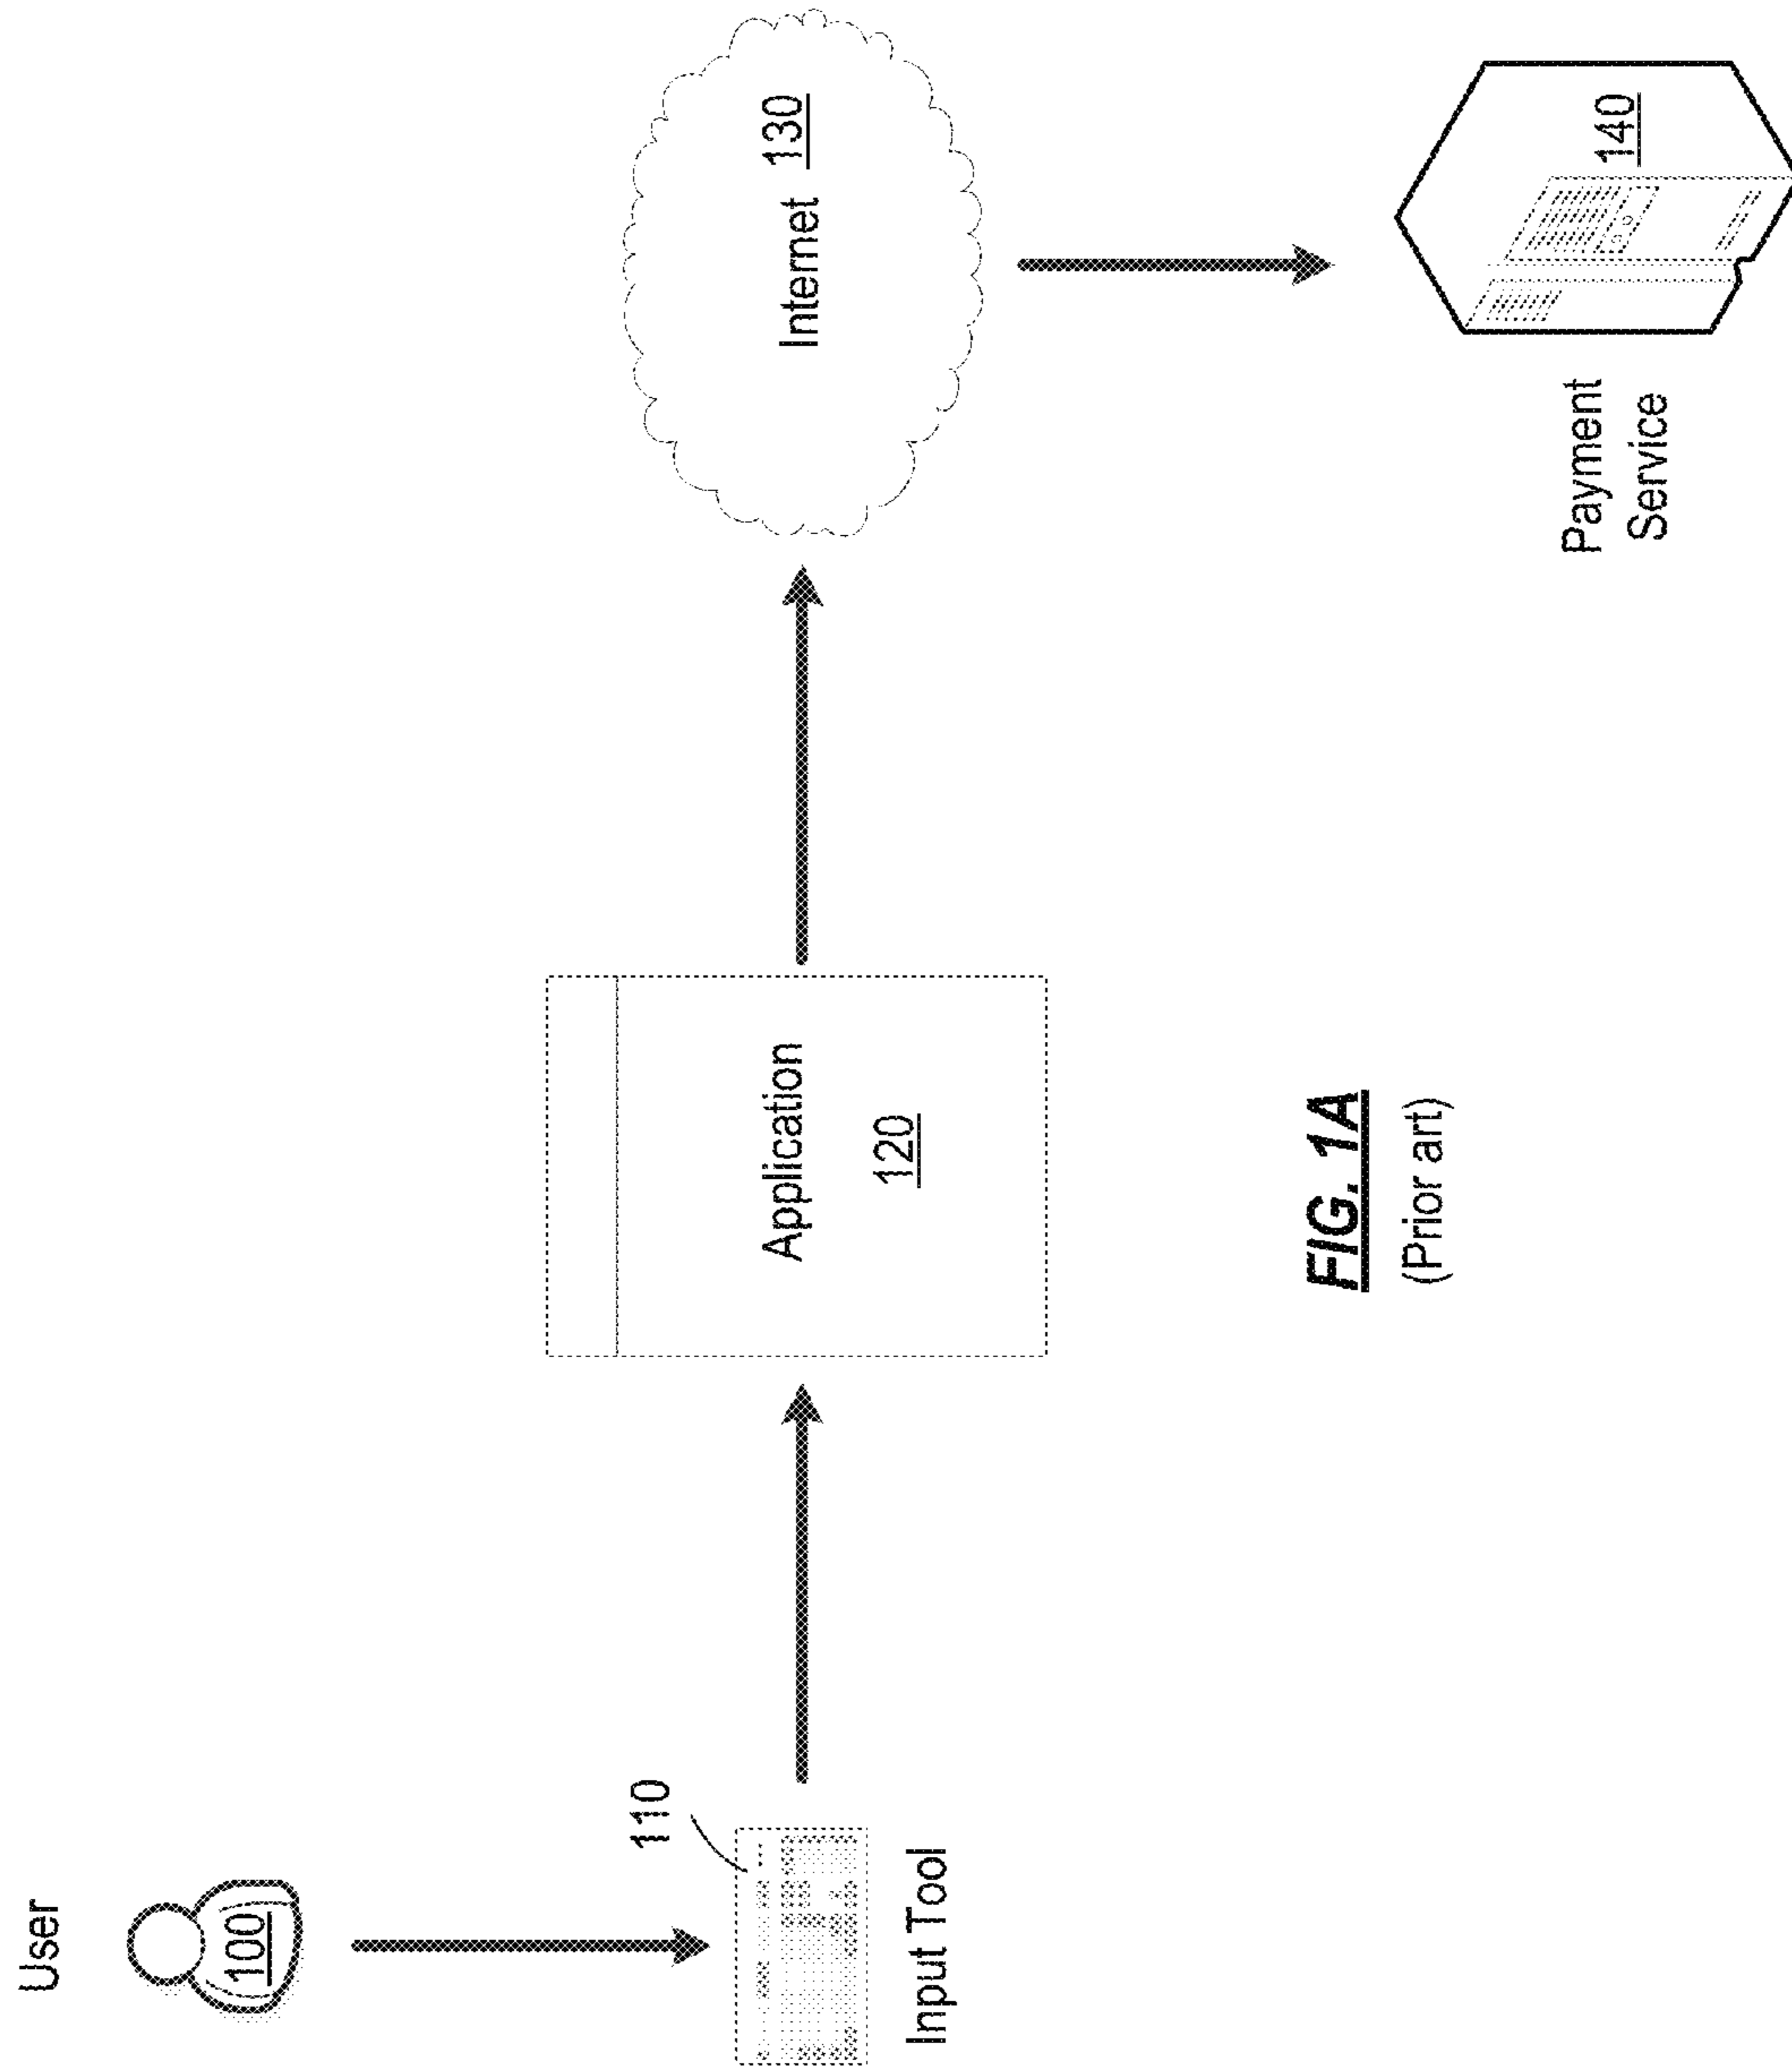 User
100
110
Input Tool
Application
120
Internet 130
140
Payment
Service
FIG. 1A
(Prior art)